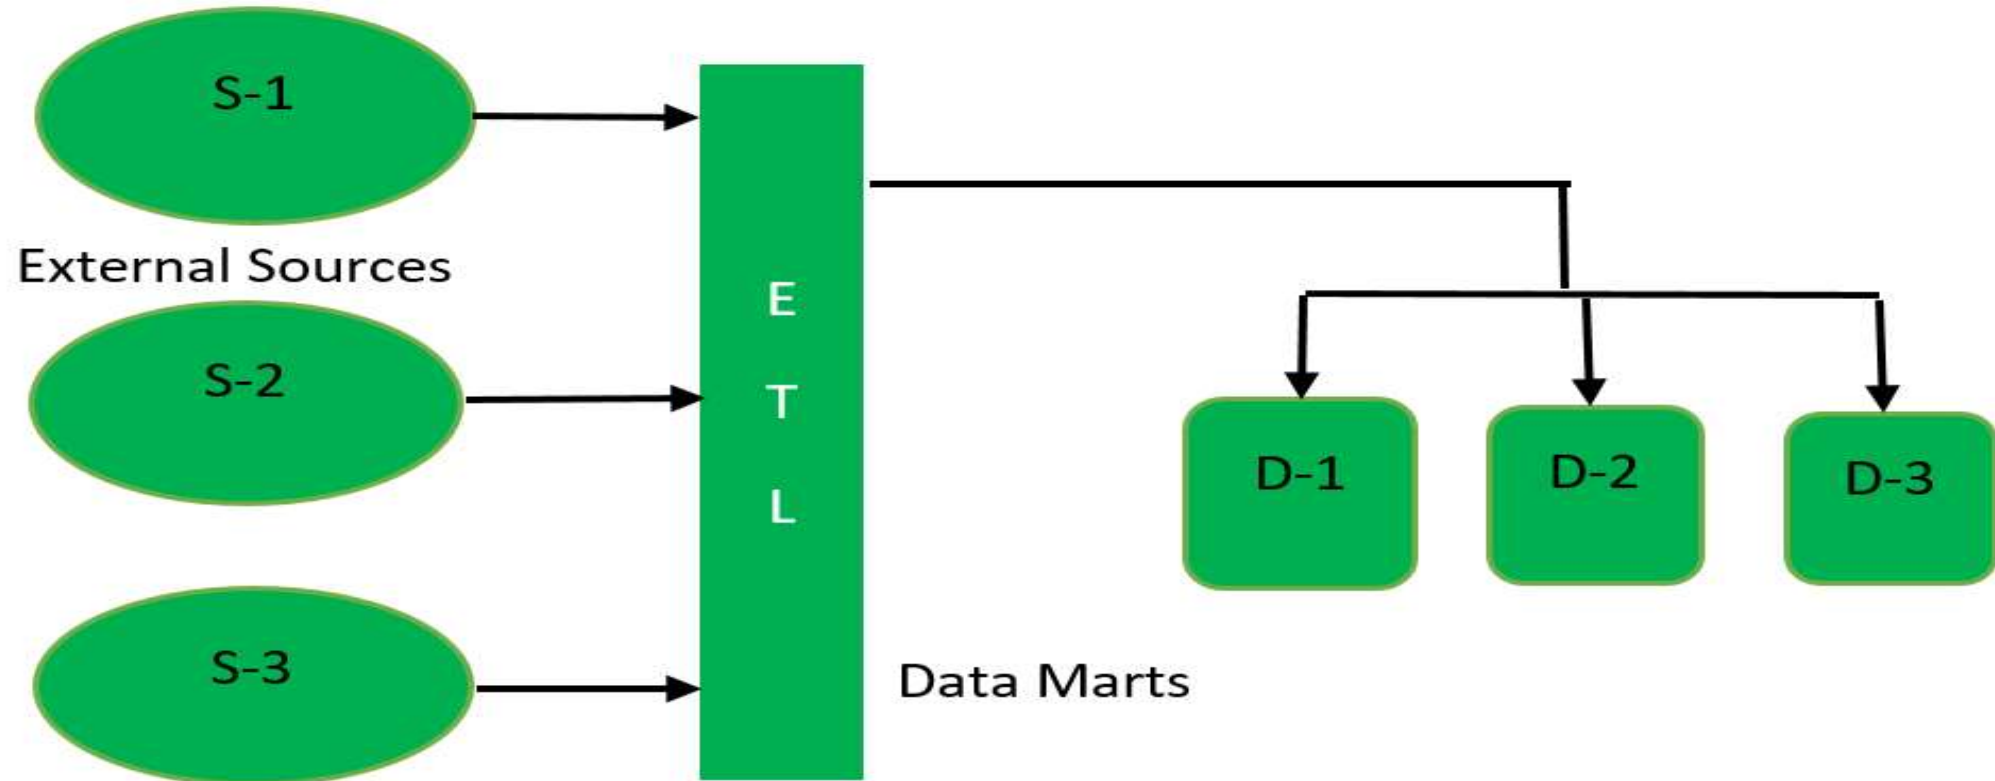 S-1
External Sources
S-2
S-3
E
T
L
D-1
D-2
D-3
Data Marts